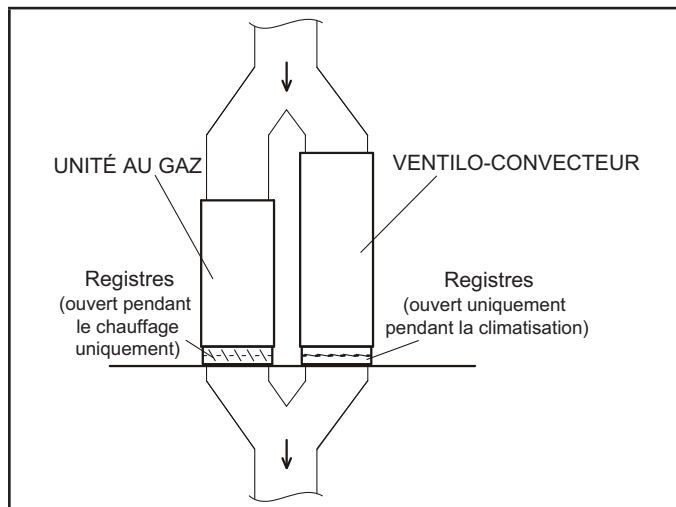 UNITÉ AU GAZ
VENTILO-CONVECTEUR
Registres
(ouvert pendant
le chauffage
uniquement)
Registres
(ouvert uniquement
pendant la climatisation)